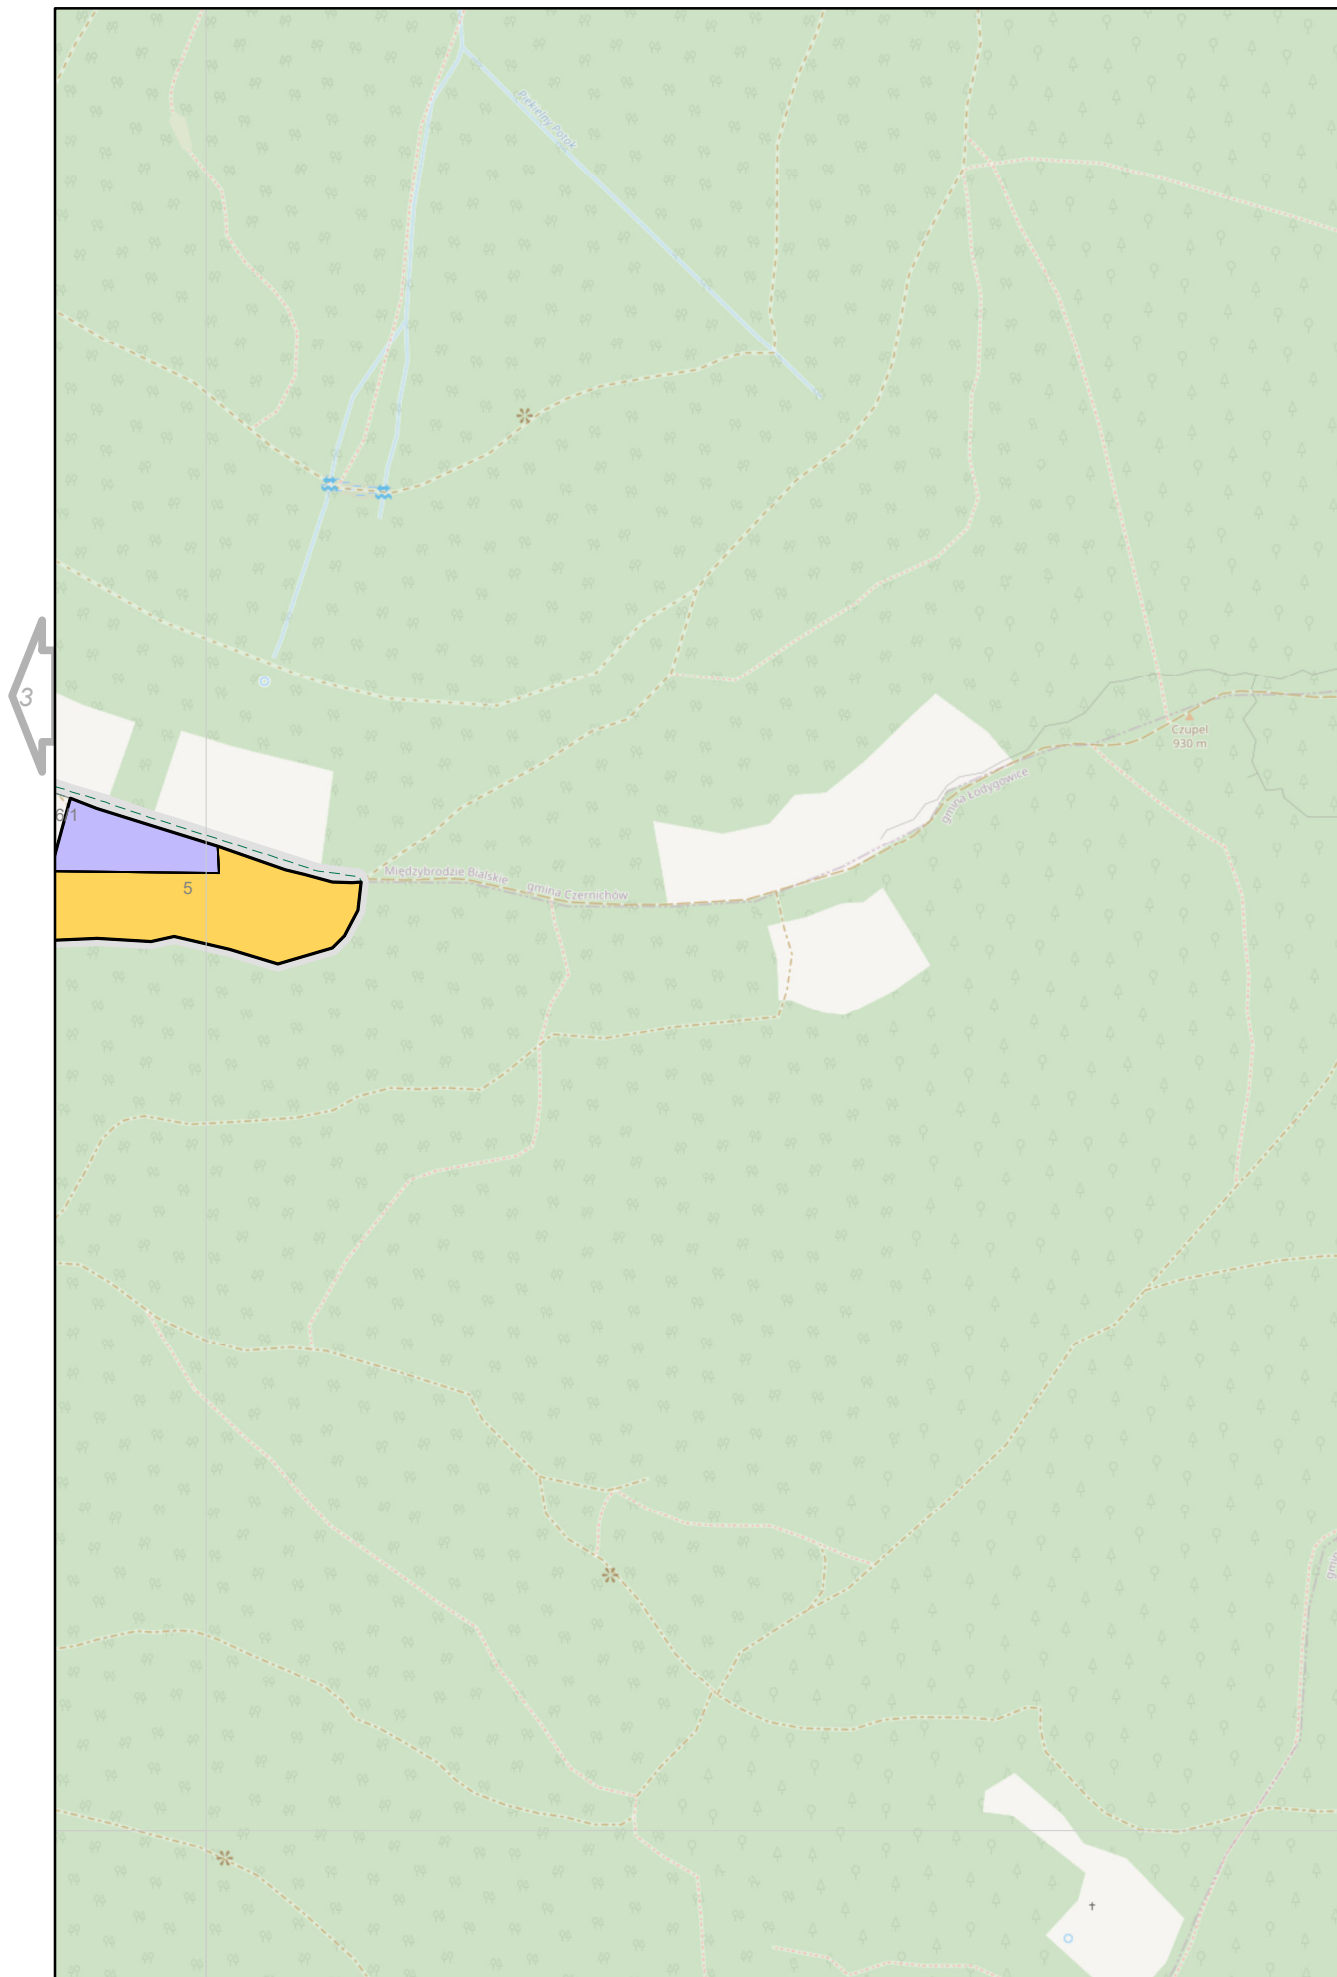 Piekielny Potok
3
Czupel
930 m
gmina Łodygowice
6/1
Międzybrodzie Bialskie
gmina Czernichów
5